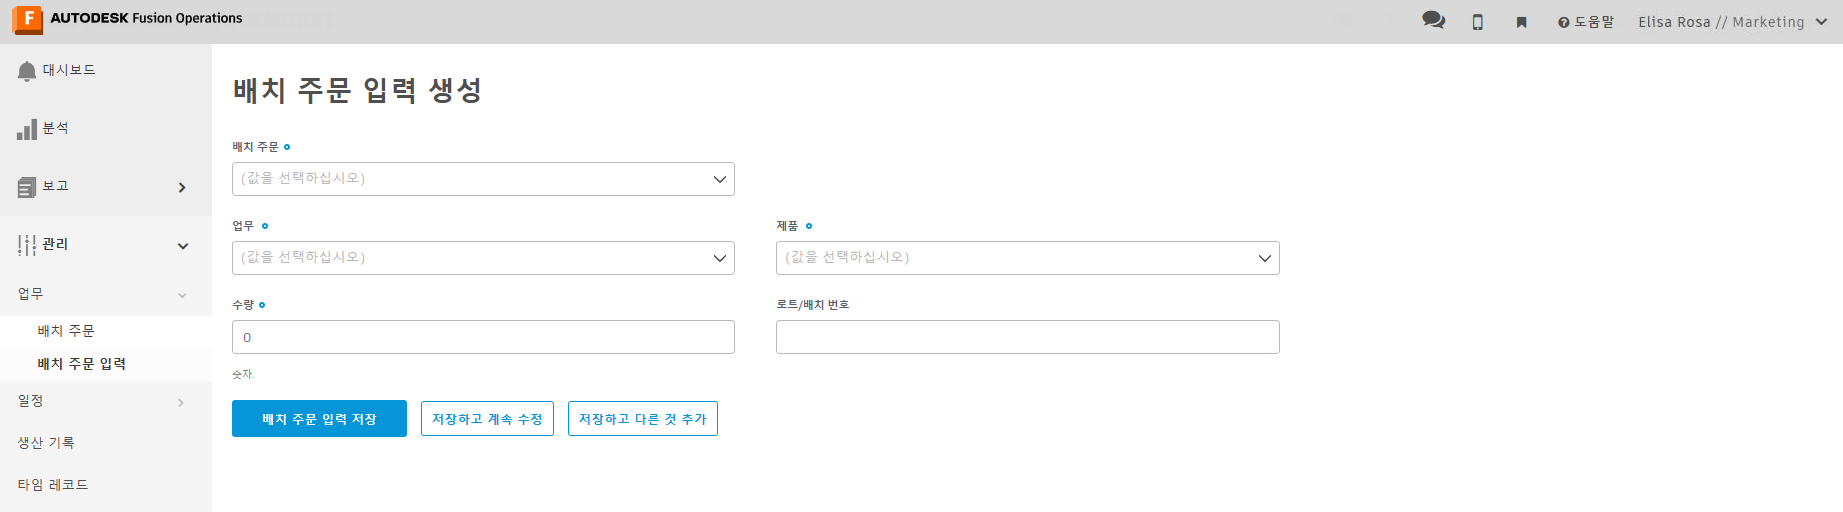 AUTODESK Fusion Operations
도움말
Elisa Rosa // Marketing
대시보드
분석
보고
관리
업무
배치 주문
배치 주문 입력
일정
생산 기록
타임 레코드
배치 주문 입력 생성
배치 주문
(값을 선택하십시오)
업무
(값을 선택하십시오)
제품
(값을 선택하십시오)
수량
0
숫자.
로트/배치 번호
배치 주문 입력 저장
저장하고 계속 수정
저장하고 다른 것 추가